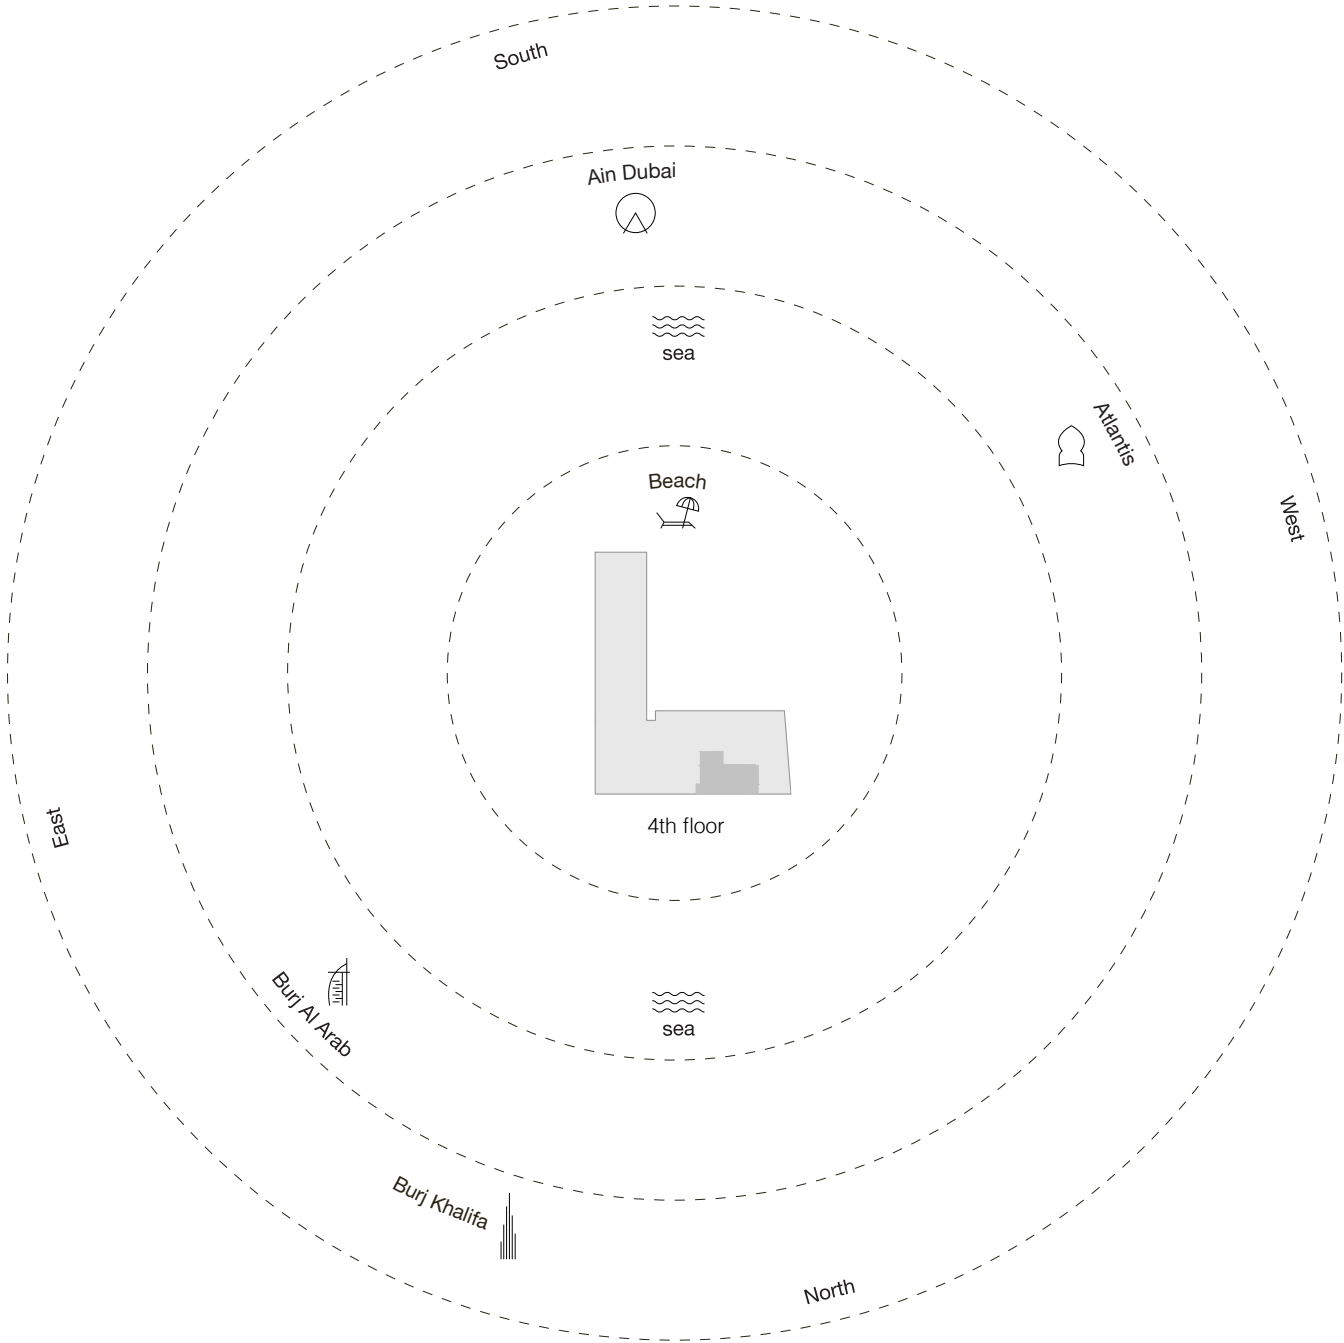 South
Ain Dubai
sea
Atlantis
Beach
West
4th floor
East
Burj Al Arab
sea
Burj Khalifa
North